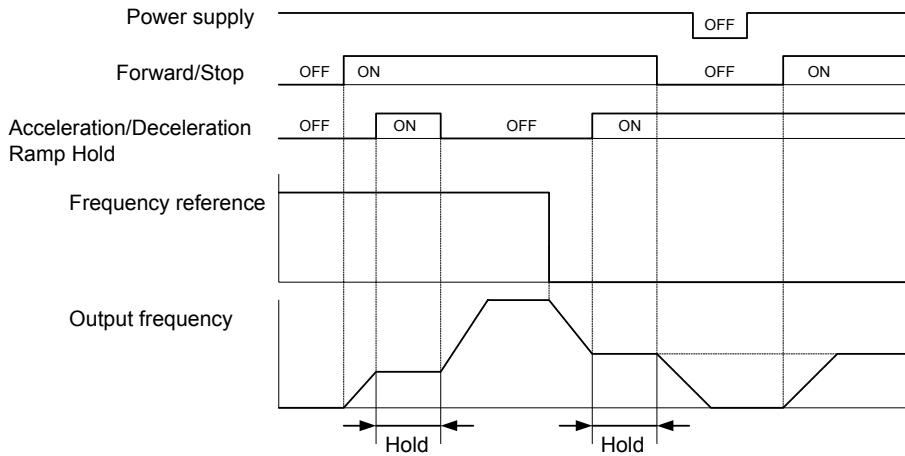 Power supply
OFF
Forward/Stop
OFF ON OFF ON
Acceleration/Deceleration
Ramp Hold
OFF ON OFF ON
Frequency reference
Output frequency
Hold Hold